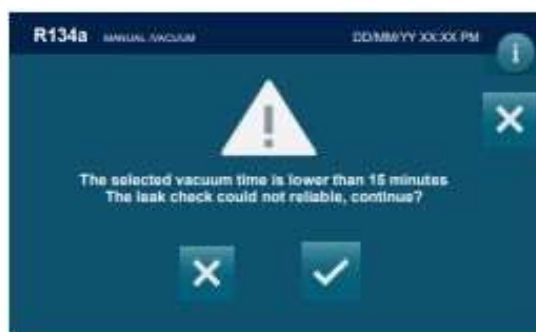 R134a MANUAL /VACUUM DD/MM/YY XX:XX PM
i
The selected vacuum time is lower than 15 minutes
The leak check could not reliable, continue?